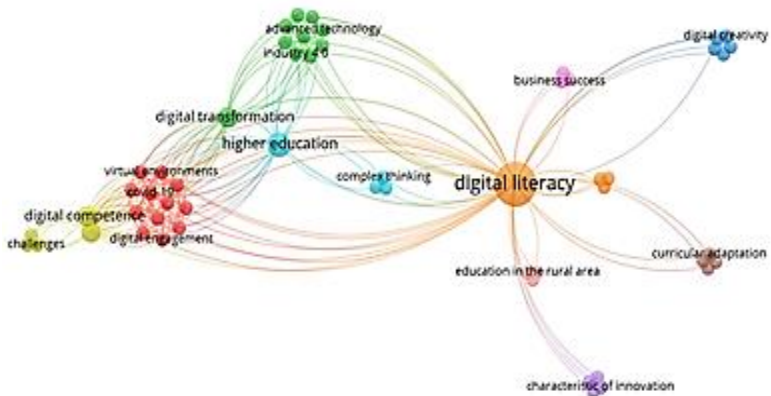 advanced technology
digital creativity
industry 4.0
business success
digital transformation
higher education
virtual environments
complex thinking
digital literacy
covid-19
digital competence
challenges
digital engagement
curricular adaptation
education in the rural area
characteristic of innovation